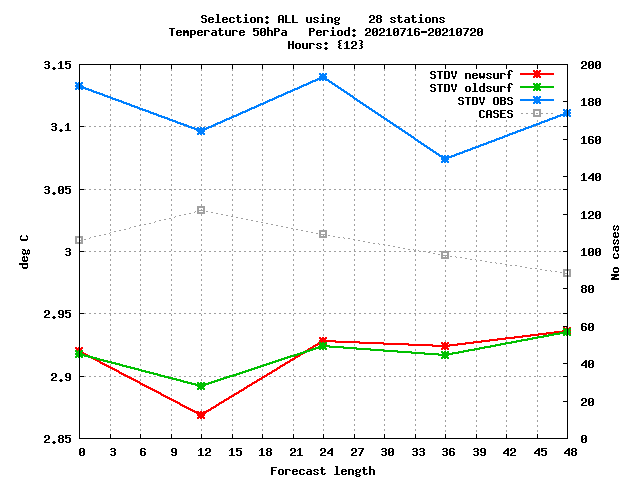 Selection: ALL using    28 stations
Temperature 50hPa   Period: 20210716-20210720
Hours: {12}
3.15
3.1
3.05
3
2.95
2.9
2.85
deg C
STDV newsurf
STDV oldsurf
STDV OBS
CASES
200
180
160
140
120
100
80
60
40
20
0
No cases
0 3 6 9 12 15 18 21 24 27 30 33 36 39 42 45 48
Forecast length